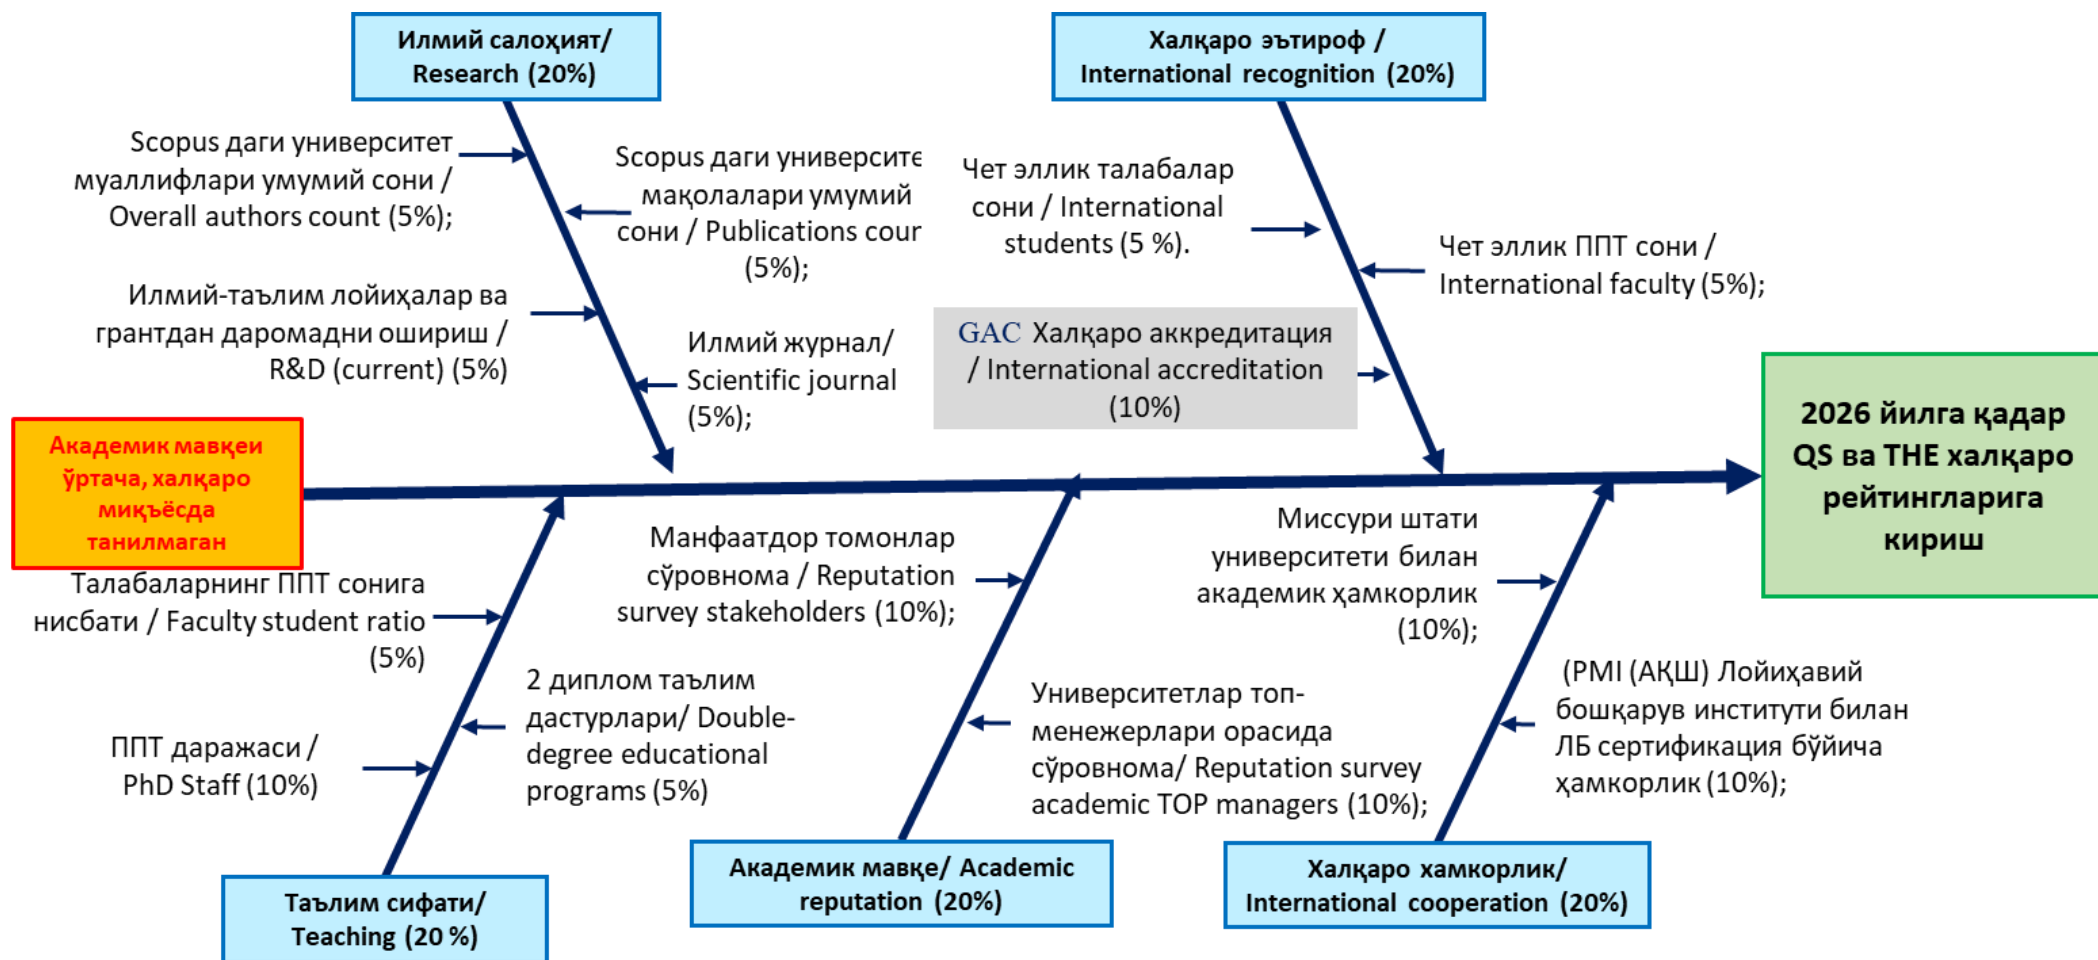 Илмий салоҳият/
Research (20%)
Халқаро эътироф /
International recognition (20%)
Scopus даги университет
муаллифлари умумий сони /
Overall authors count (5%);
Scopus даги университе
мақолалари умумий
сони / Publications cour
(5%);
Чет эллик талабалар
сони / International
students (5 %).
Чет эллик ППТ сони /
International faculty (5%);
Илмий-таълим лойиҳалар ва
грантдан даромадни ошириш /
R&D (current) (5%)
Илмий журнал/
Scientific journal
(5%);
GAC Халқаро аккредитация
/ International accreditation
(10%)
Академик мавқеи
ўртача, халқаро
миқъёсда
танилмаган
2026 йилга қадар
QS ва THE халқаро
рейтингларига
кириш
Талабаларнинг ППТ сонига
нисбати / Faculty student ratio
(5%)
Манфаатдор томонлар
сўровнома / Reputation
survey stakeholders (10%);
Миссури штати
университети билан
академик ҳамкорлик
(10%);
ППТ даражаси /
PhD Staff (10%)
2 диплом таълим
дастурлари/ Double-
degree educational
programs (5%)
Университетлар топ-
менежерлари орасида
сўровнома/ Reputation survey
academic TOP managers (10%);
(PMI (АҚШ) Лойиҳавий
бошқарув институти билан
ЛБ сертификация бўйича
ҳамкорлик (10%);
Таълим сифати/
Teaching (20 %)
Академик мавқе/ Academic
reputation (20%)
Халқаро хамкорлик/
International cooperation (20%)